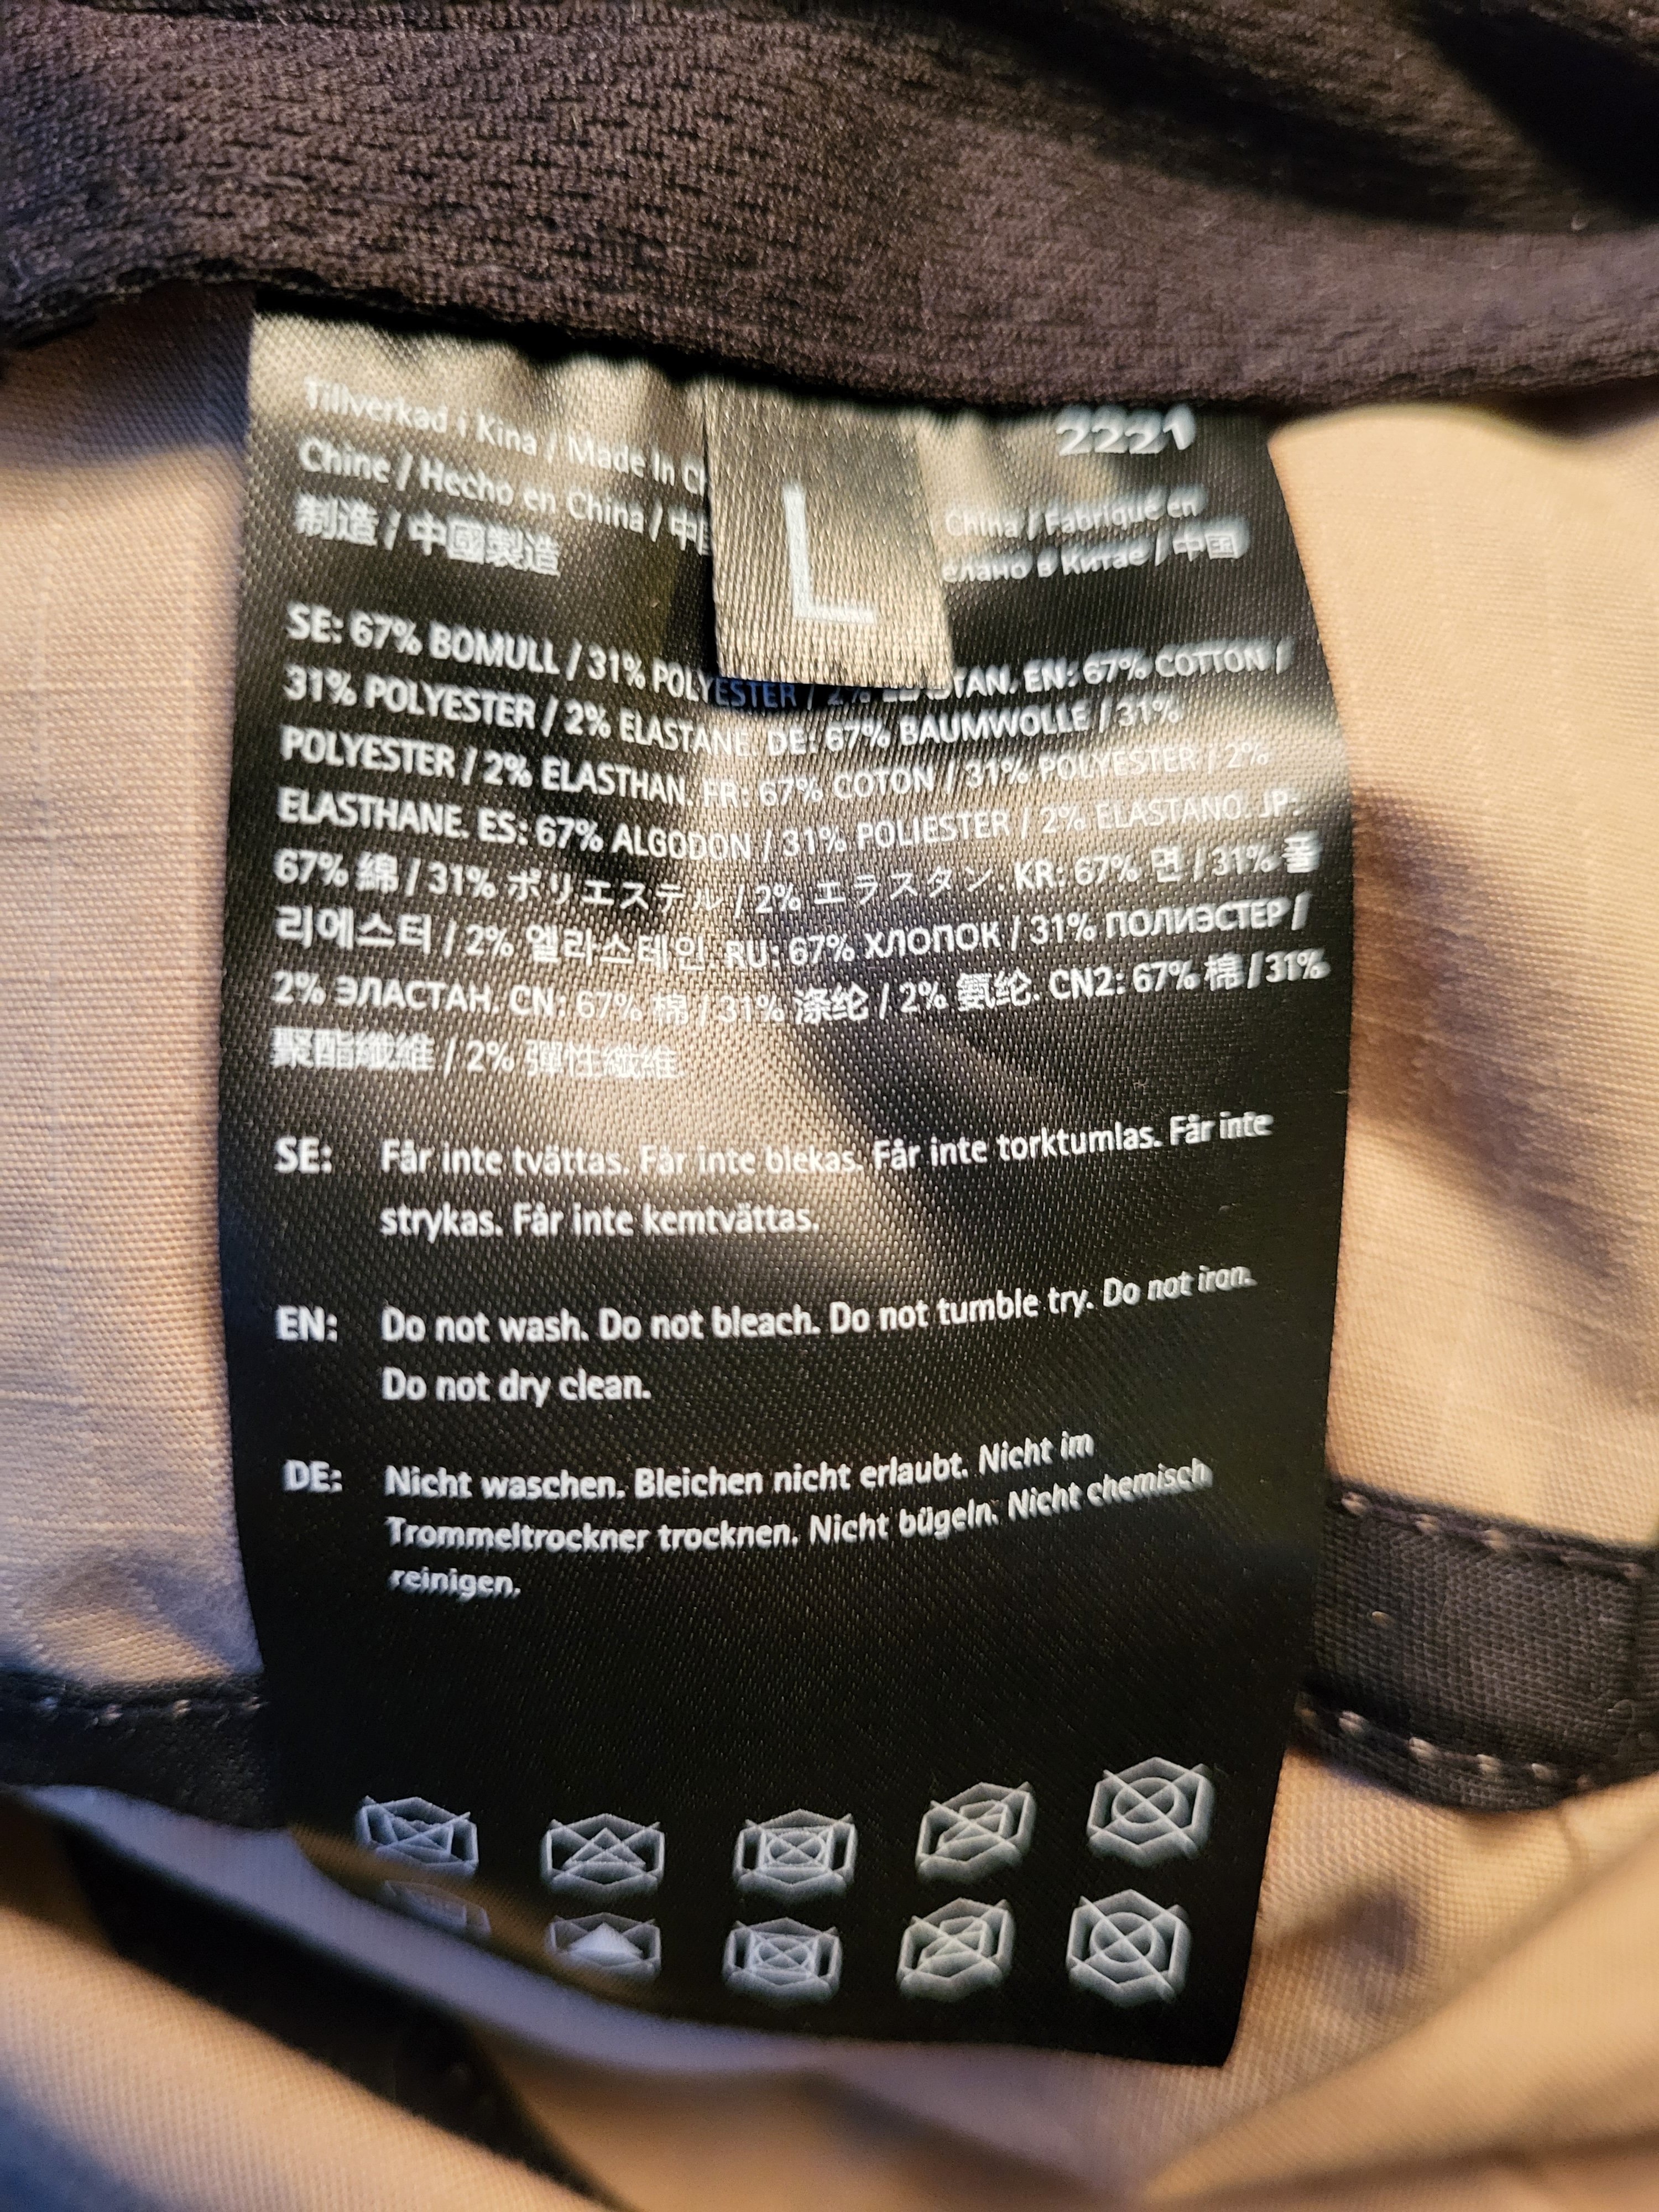 2221
Tillverkad i Kina / Made In
China / Fabriqué en
Chine / Hecho en China /
в Китае / 中国
制造 / 中國製造
L
SE: 67% BOMULL / 31% POLYESTER / 2% EN: 67% COTTON /
31% POLYESTER / 2% ELASTANE. DE: 67% BAUMWOLLE / 31%
POLYESTER / 2% ELASTHAN. FR: 67% COTON / 31% POLYESTER / 2%
ELASTHANE. ES: 67% ALGODON / 31% POLIESTER / 2% ELASTANO. JP:
67% 綿 / 31% ポリエステル / 2% エラスタン. KR: 67% 면 / 31% 폴
리에스터 / 2% 엘라스테인. RU: 67% ХЛОПОК / 31% ПОЛИЭСТЕР /
2% ЭЛАСТАН. CN: 67% 棉 / 31% 涤纶 / 2% 氨纶. CN2: 67% 棉 / 31%
聚酯纖維 / 2% 彈性纖維
SE: Får inte tvättas. Får inte blekas. Får inte torktumlas. Får inte
strykas. Får inte kemtvättas.
EN: Do not wash. Do not bleach. Do not tumble try. Do not iron.
Do not dry clean.
DE: Nicht waschen. Bleichen nicht erlaubt. Nicht im
Trommeltrockner trocknen. Nicht bügeln. Nicht chemisch
reinigen.